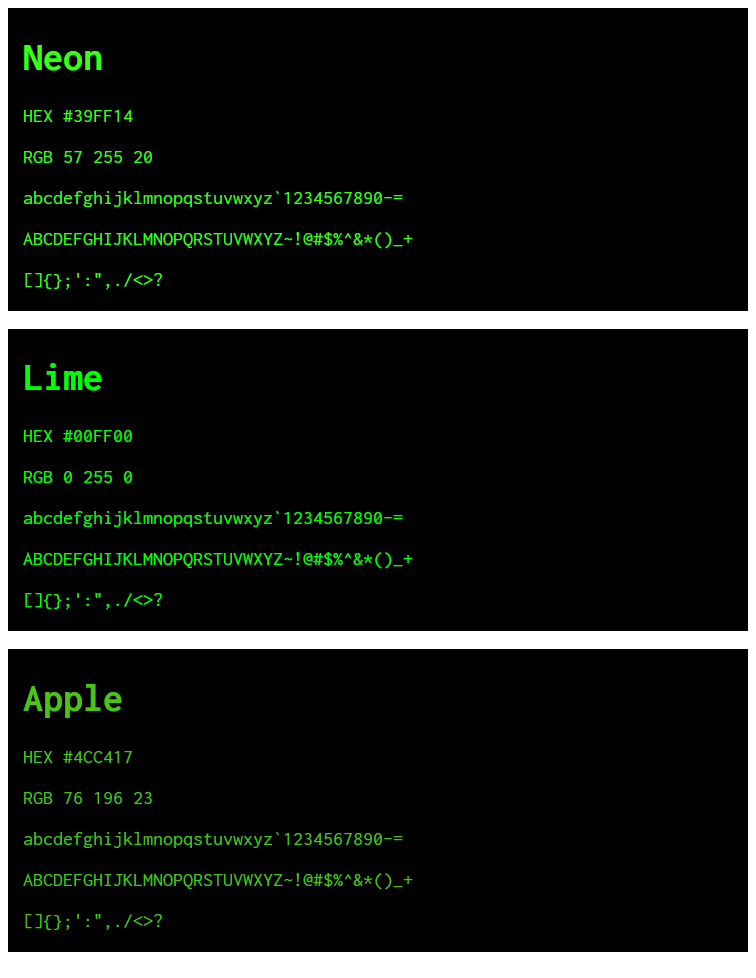 Neon
HEX #39FF14
RGB 57 255 20
abcdefghijklmnopqstuvwxyz`1234567890-=
ABCDEFGHIJKLMNOPQRSTUVWXYZ~!@#$%^&*()_+
[]{};':",./<>?
Lime
HEX #00FF00
RGB 0 255 0
abcdefghijklmnopqstuvwxyz`1234567890-=
ABCDEFGHIJKLMNOPQRSTUVWXYZ~!@#$%^&*()_+
[]{};':",./<>?
Apple
HEX #4CC417
RGB 76 196 23
abcdefghijklmnopqstuvwxyz`1234567890-=
ABCDEFGHIJKLMNOPQRSTUVWXYZ~!@#$%^&*()_+
[]{};':",./<>?